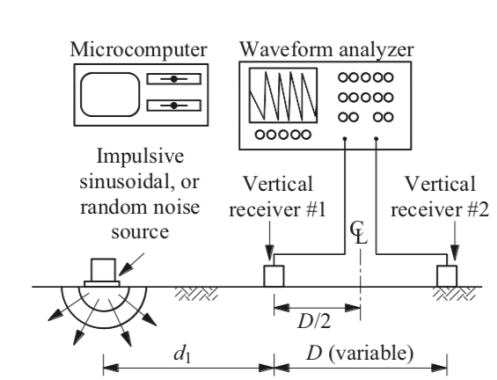 Microcomputer
Waveform analyzer
Impulsive
sinusoidal, or
random noise
source
Vertical
receiver #1
Vertical
receiver #2
℄
D/2
d₁
D (variable)